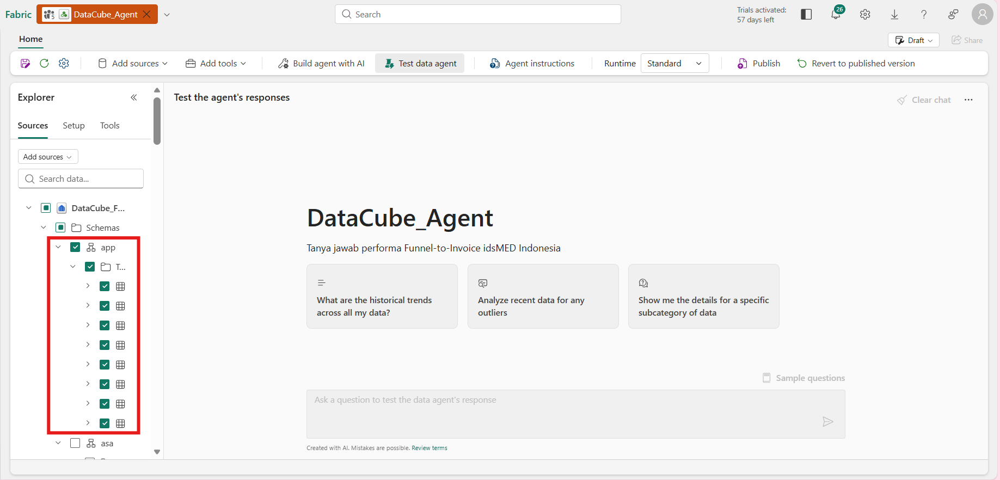 Fabric
5
DataCube_Agent
Search
Trials activated:
57 days left
26
Home
Draft
Share
Add sources
Add tools
Build agent with AI
Test data agent
Agent instructions
Runtime
Standard
Publish
Revert to published version
Explorer
Sources
Setup
Tools
Add sources
Search data...
DataCube_F...
Schemas
app
T...
asa
Test the agent's responses
Clear chat
DataCube_Agent
Tanya jawab performa Funnel-to-Invoice idsMED Indonesia
What are the historical trends
across all my data?
Analyze recent data for any
outliers
Show me the details for a specific
subcategory of data
Sample questions
Ask a question to test the data agent's response
Created with AI. Mistakes are possible. Review terms